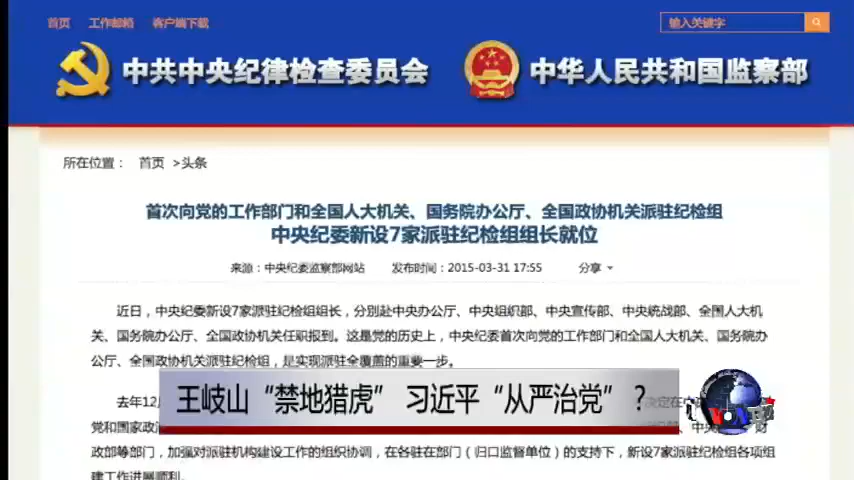 首页 工作邮箱 客户端下载
输入关键字
中共中央纪律检查委员会 中华人民共和国监察部
所在位置： 首页 >头条
首次向党的工作部门和全国人大机关、国务院办公厅、全国政协机关派驻纪检组
中央纪委新设7家派驻纪检组组长就位
来源：中央纪委监察部网站 发布时间：2015-03-31 17:55 分享
近日，中央纪委新设7家派驻纪检组组长，分别赴中央办公厅、中央组织部、中央宣传部、中央统战部、全国人大机
关、国务院办公厅、全国政协机关任职报到。这是党的历史上，中央纪委首次向党的工作部门和全国人大机关、国务院办
公厅、全国政协机关派驻纪检组，是实现派驻全覆盖的重要一步。
王岐山“禁地猎虎” 习近平“从严治党”？
VOA
去年12月
决定在
党和国家政
部、中央
财
政部等部门，加强对派驻机构建设工作的组织协调，在各驻在部门（归口监督单位）的支持下，新设7家派驻纪检组各项组
建工作进展顺利。